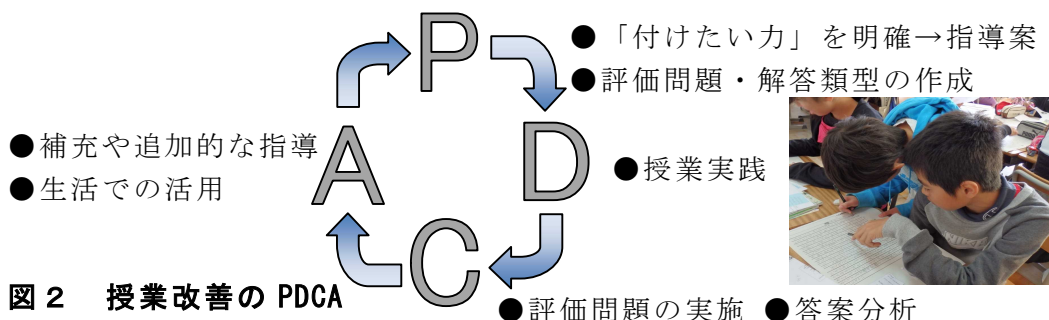 P
●「付けたい力」を明確→指導案
●評価問題・解答類型の作成
D
●授業実践
C
●評価問題の実施 ●答案分析
A
●補充や追加的な指導
●生活での活用
図２　授業改善の PDCA